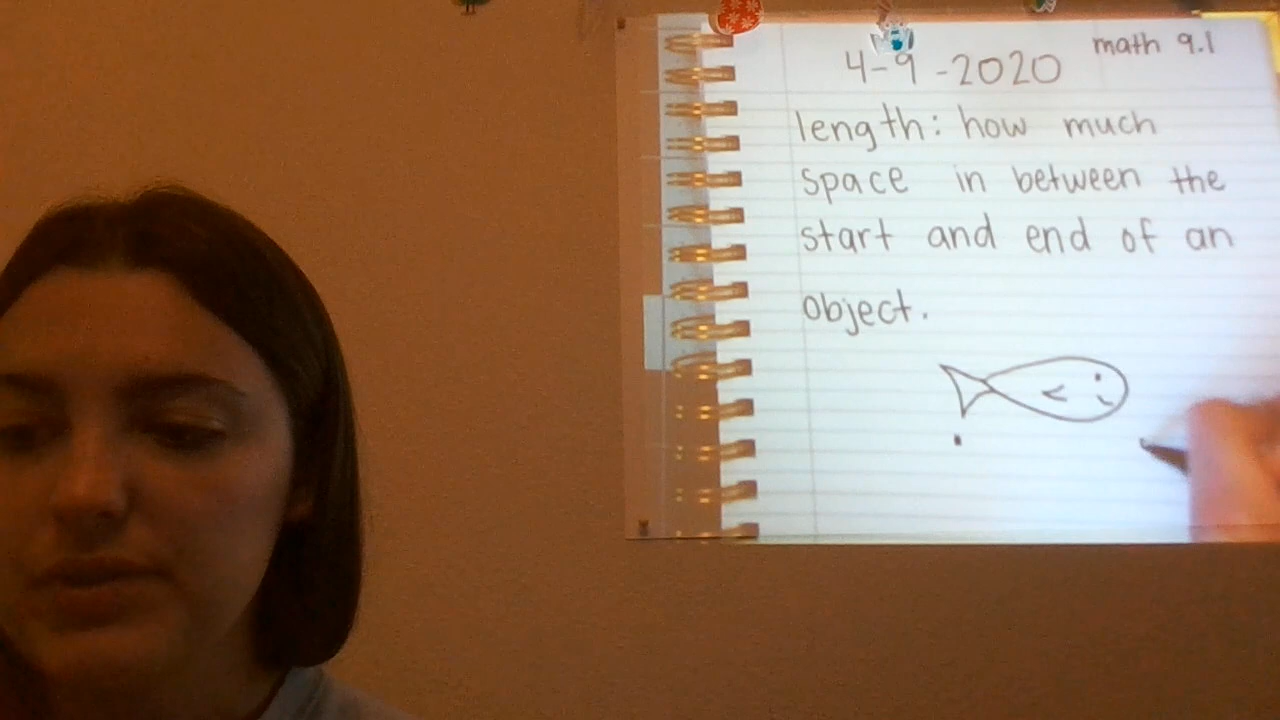 math 9.1
4-9-2020
length: how much
space in between the
start and end of an
object.